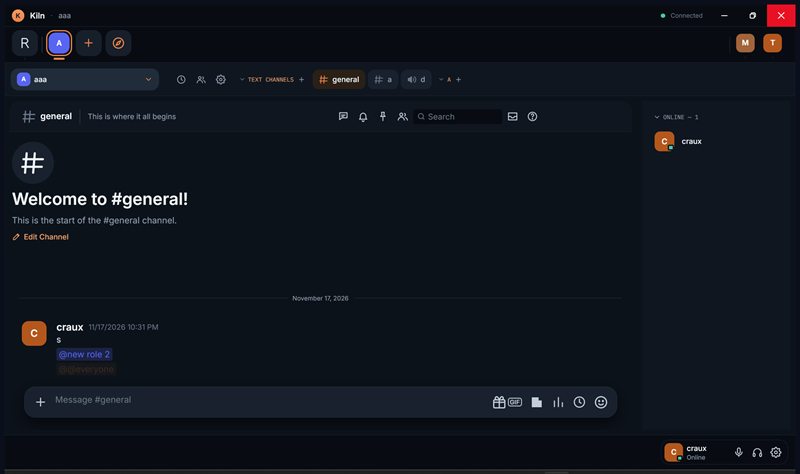 K Kiln · aaa
Connected
R A
M T
A aaa
TEXT CHANNELS + general a d A +
general This is where it all begins
Search
ONLINE — 1
C craux
Welcome to #general!
This is the start of the #general channel.
Edit Channel
November 17, 2026
C craux 11/17/2026 10:31 PM
s
@new role 2
@@everyone
+ Message #general
GIF
C craux
Online